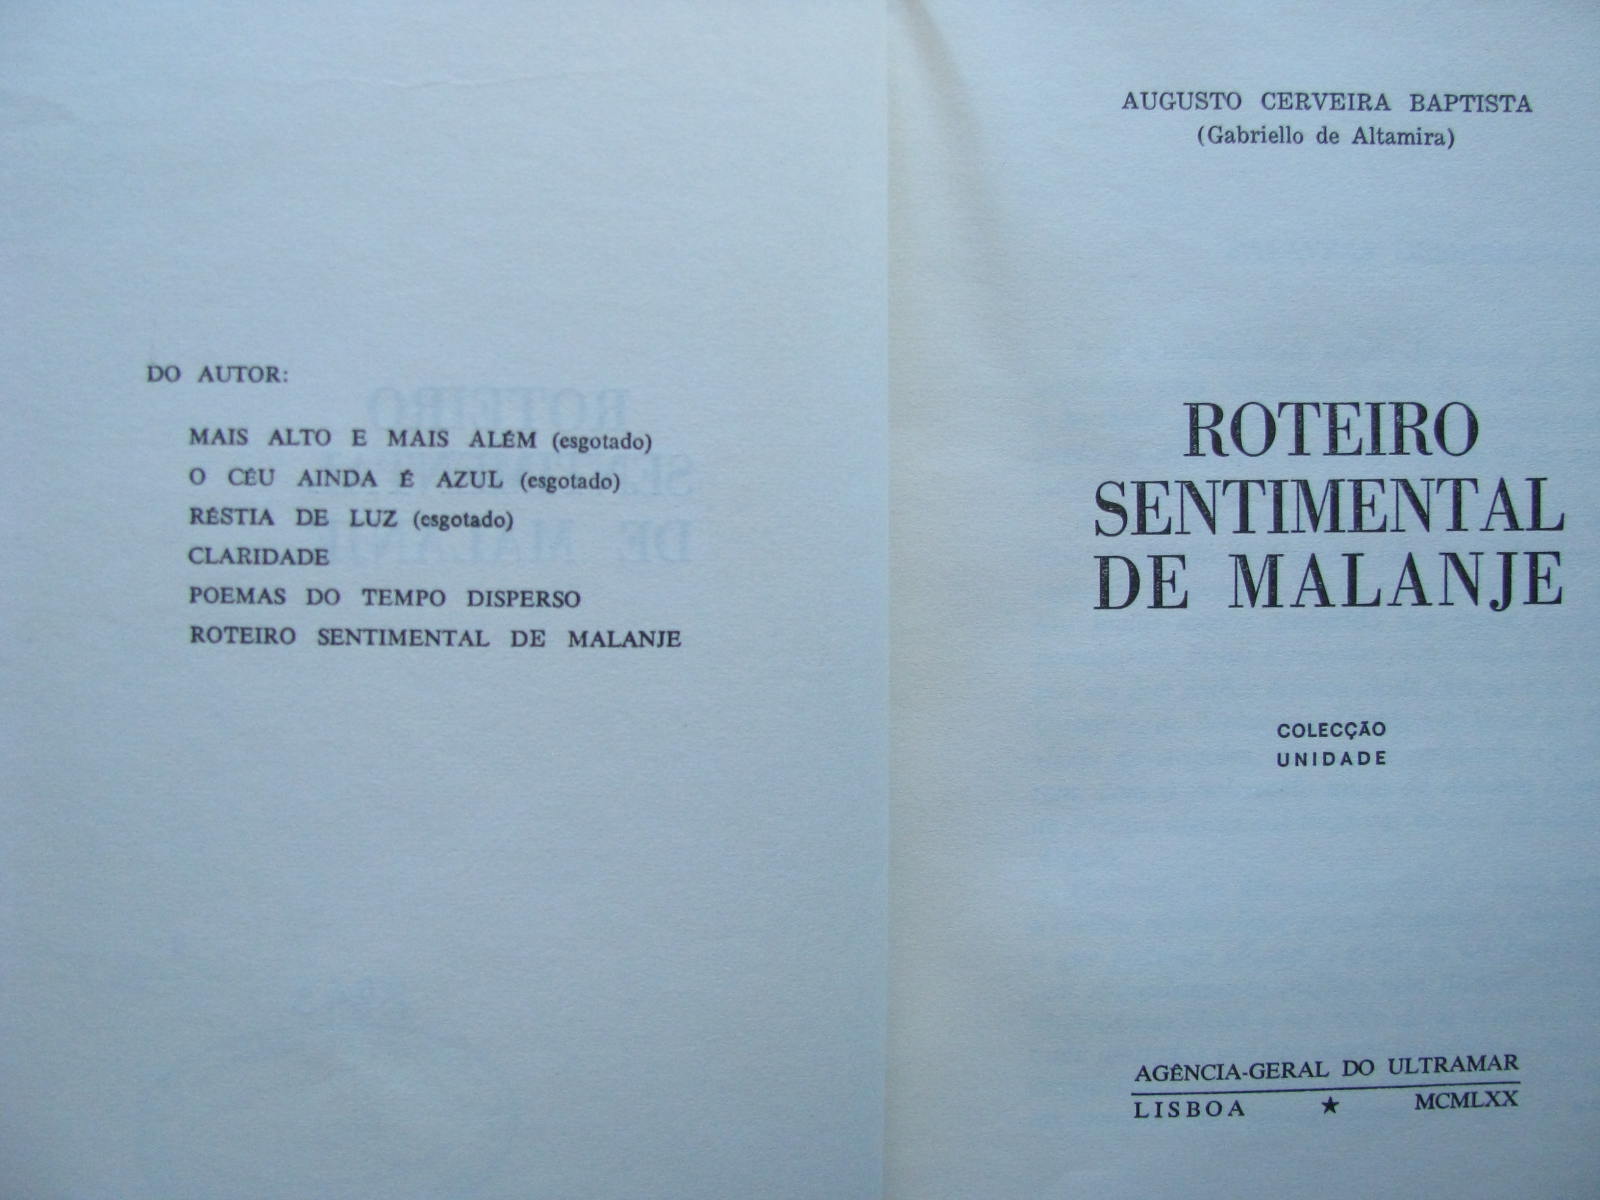 DO AUTOR:
MAIS ALTO E MAIS ALÉM (esgotado)
O CÉU AINDA É AZUL (esgotado)
RÉSTIA DE LUZ (esgotado)
CLARIDADE
POEMAS DO TEMPO DISPERSO
ROTEIRO SENTIMENTAL DE MALANJE
AUGUSTO CERVEIRA BAPTISTA
(Gabriello de Altamira)
ROTEIRO
SENTIMENTAL
DE MALANJE
COLECÇÃO
UNIDADE
AGÊNCIA-GERAL DO ULTRAMAR
LISBOA ★ MCMLXX